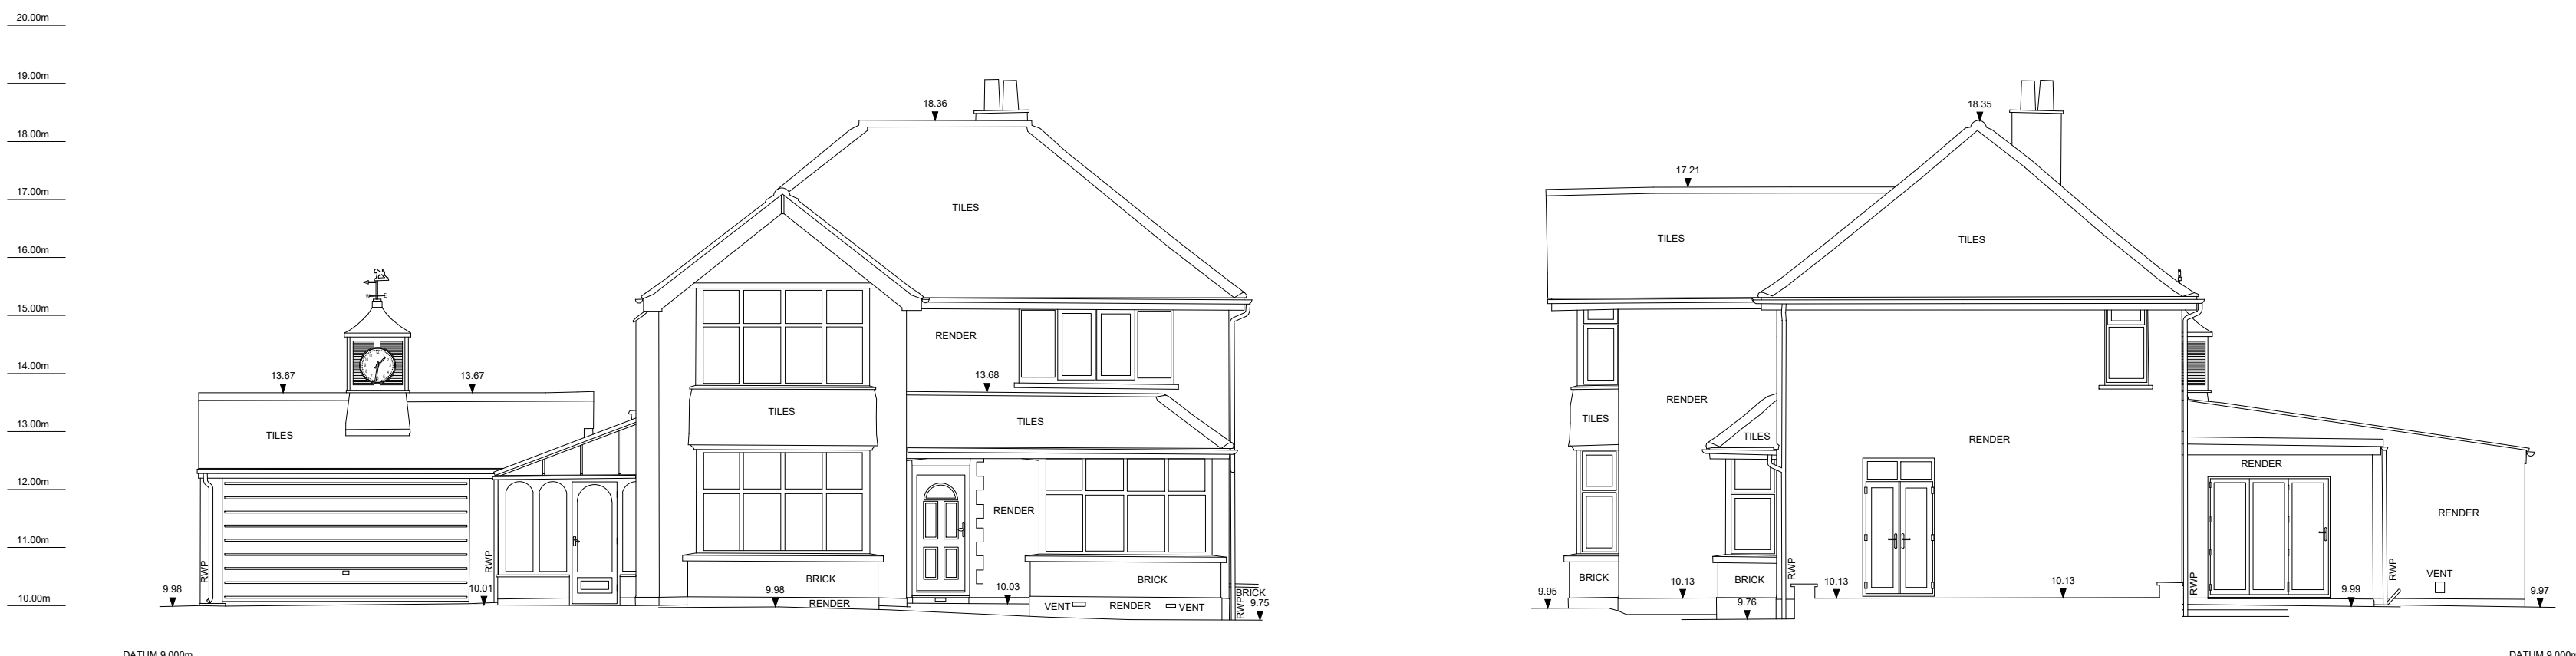 20.00m
19.00m
18.00m
17.00m
16.00m
15.00m
14.00m
13.00m
12.00m
11.00m
10.00m
18.36
TILES
RENDER
13.67
13.67
13.68
TILES
TILES
TILES
RENDER
RWP
RWP
BRICK
BRICK
9.98
10.01
9.98
RENDER
10.03
VENT
RENDER
VENT
BRICK
RWP
9.75
DATUM 9.000m
18.35
17.21
TILES
TILES
RENDER
TILES
TILES
RENDER
RENDER
RENDER
BRICK
BRICK
RWP
RWP
RWP
VENT
9.95
10.13
9.76
10.13
10.13
9.99
9.97
DATUM 9.000m